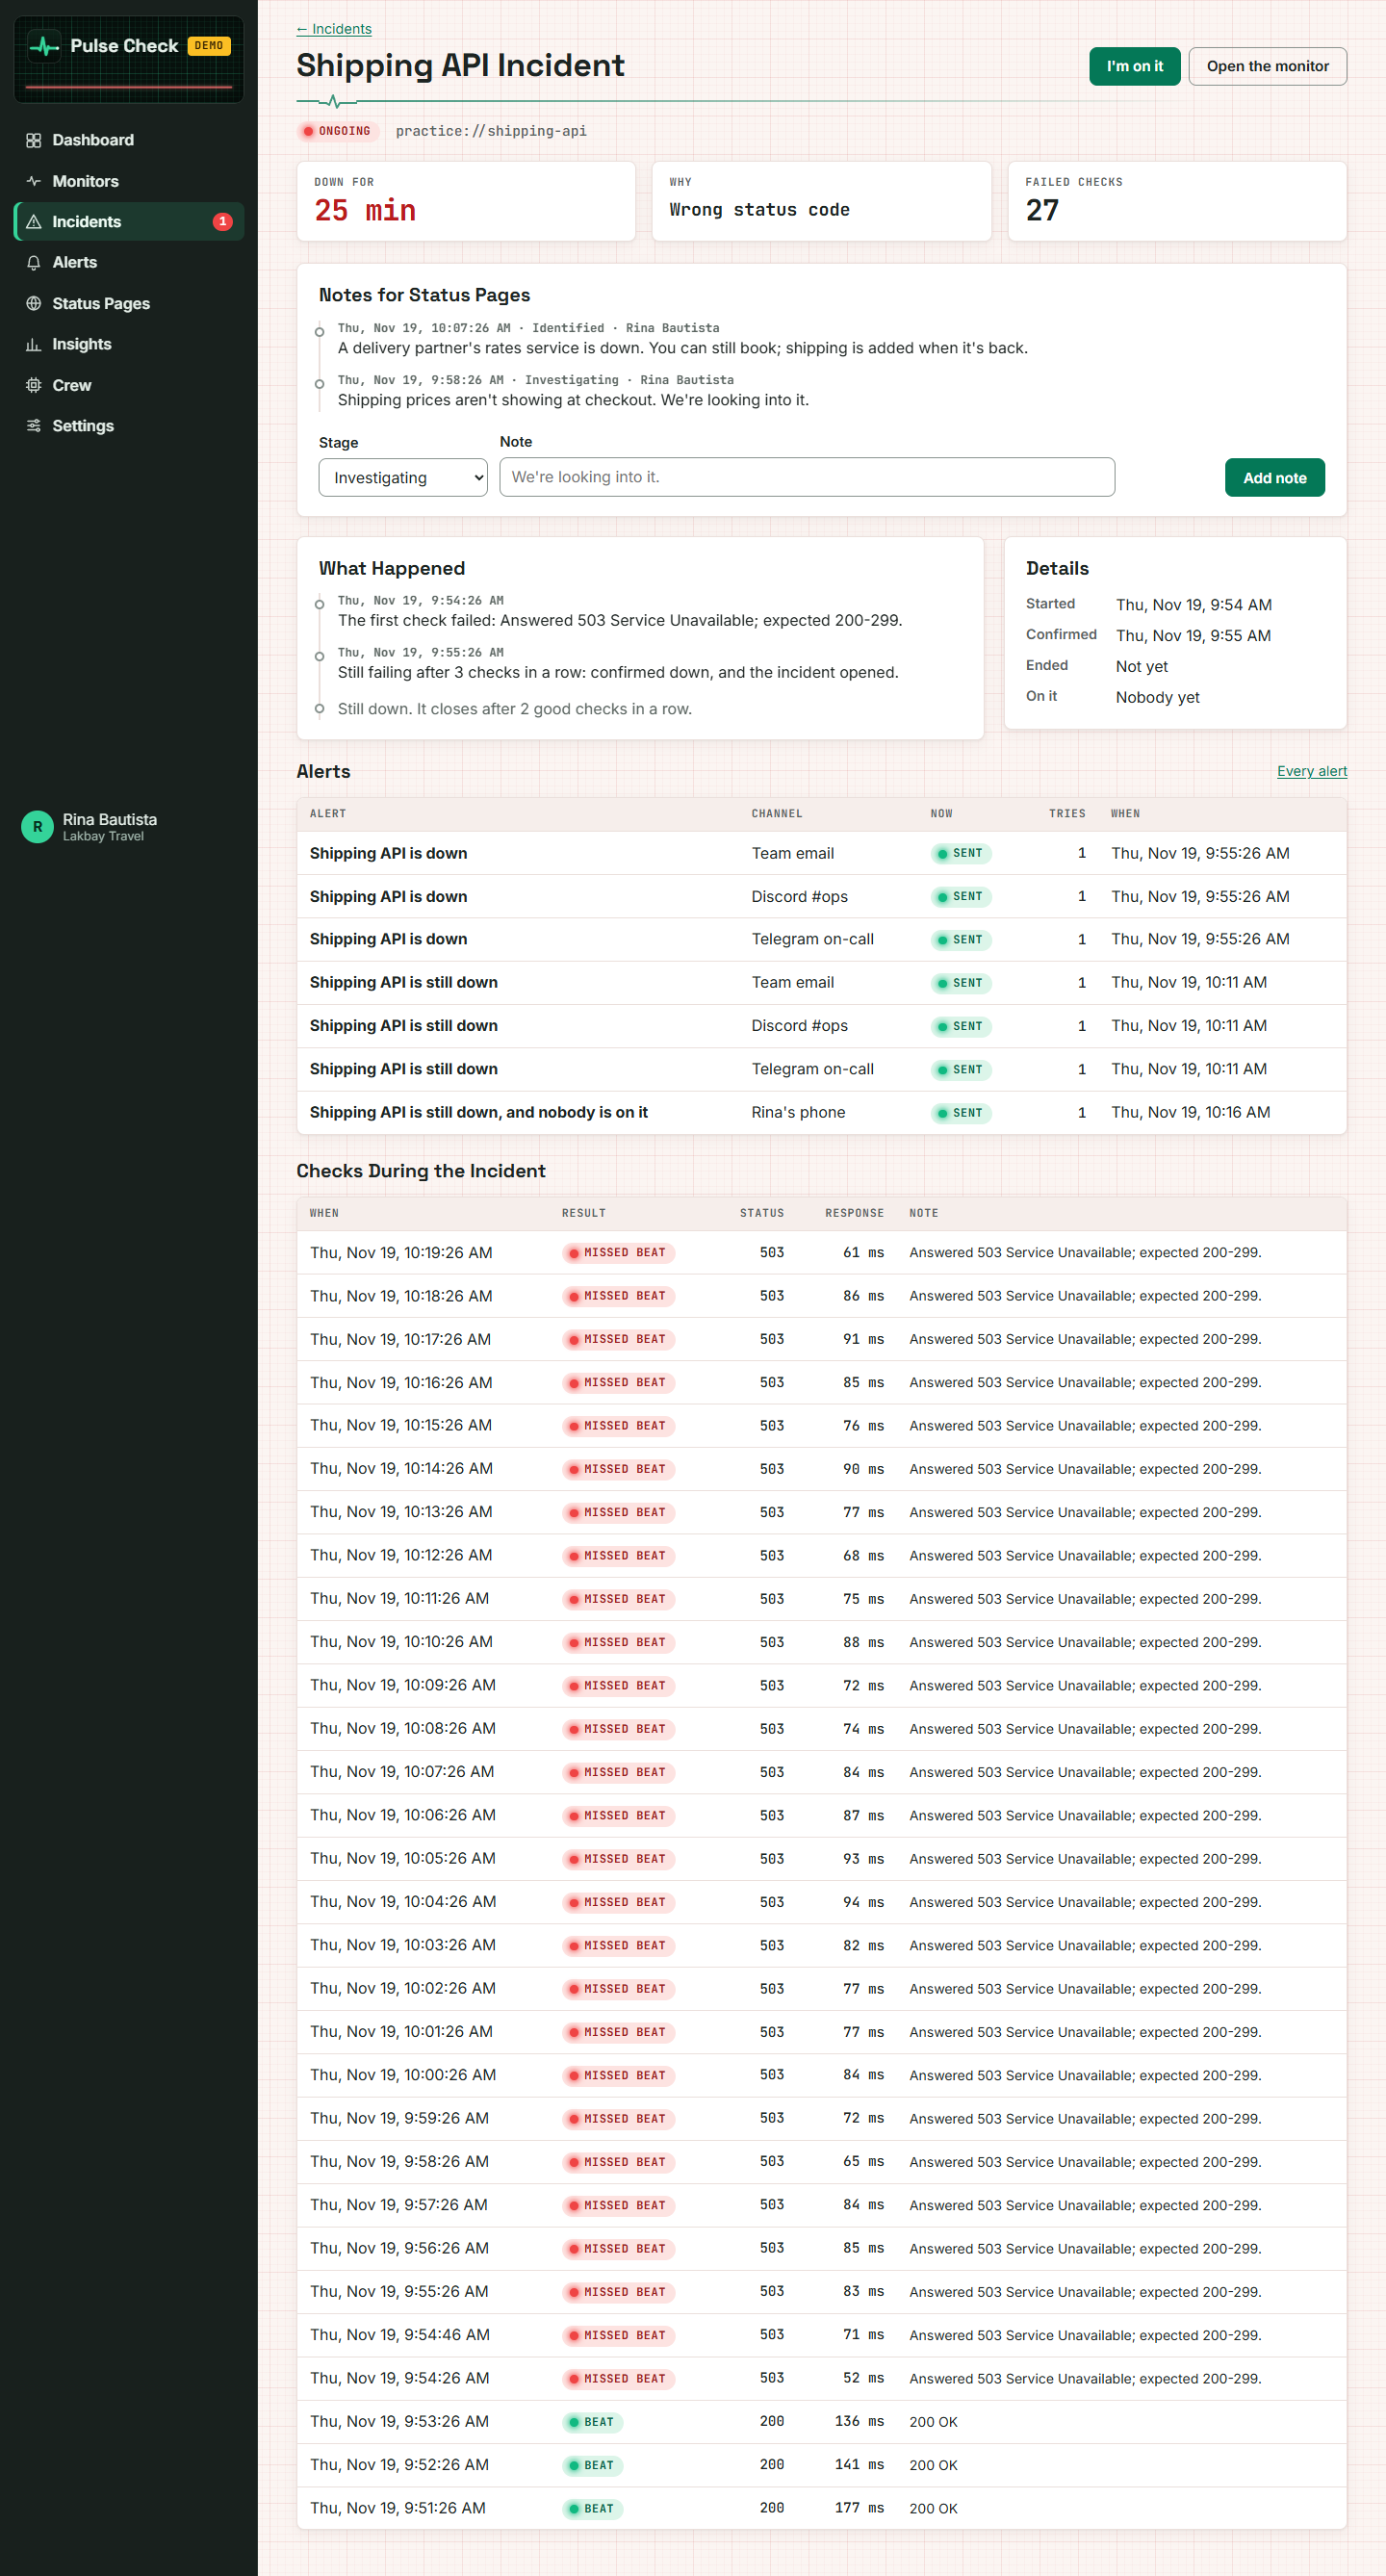 Pulse Check DEMO
Dashboard
Monitors
Incidents 1
Alerts
Status Pages
Insights
Crew
Settings
R Rina Bautista
Lakbay Travel
← Incidents
Shipping API Incident
I'm on it Open the monitor
ONGOING practice://shipping-api
DOWN FOR
25 min
WHY
Wrong status code
FAILED CHECKS
27
Notes for Status Pages
Thu, Nov 19, 10:07:26 AM · Identified · Rina Bautista
A delivery partner's rates service is down. You can still book; shipping is added when it's back.
Thu, Nov 19, 9:58:26 AM · Investigating · Rina Bautista
Shipping prices aren't showing at checkout. We're looking into it.
Stage Note
Investigating We're looking into it. Add note
What Happened
Thu, Nov 19, 9:54:26 AM
The first check failed: Answered 503 Service Unavailable; expected 200-299.
Thu, Nov 19, 9:55:26 AM
Still failing after 3 checks in a row: confirmed down, and the incident opened.
Still down. It closes after 2 good checks in a row.
Details
Started Thu, Nov 19, 9:54 AM
Confirmed Thu, Nov 19, 9:55 AM
Ended Not yet
On it Nobody yet
Alerts Every alert
ALERT CHANNEL NOW TRIES WHEN
Shipping API is down Team email SENT 1 Thu, Nov 19, 9:55:26 AM
Shipping API is down Discord #ops SENT 1 Thu, Nov 19, 9:55:26 AM
Shipping API is down Telegram on-call SENT 1 Thu, Nov 19, 9:55:26 AM
Shipping API is still down Team email SENT 1 Thu, Nov 19, 10:11 AM
Shipping API is still down Discord #ops SENT 1 Thu, Nov 19, 10:11 AM
Shipping API is still down Telegram on-call SENT 1 Thu, Nov 19, 10:11 AM
Shipping API is still down, and nobody is on it Rina's phone SENT 1 Thu, Nov 19, 10:16 AM
Checks During the Incident
WHEN RESULT STATUS RESPONSE NOTE
Thu, Nov 19, 10:19:26 AM MISSED BEAT 503 61 ms Answered 503 Service Unavailable; expected 200-299.
Thu, Nov 19, 10:18:26 AM MISSED BEAT 503 86 ms Answered 503 Service Unavailable; expected 200-299.
Thu, Nov 19, 10:17:26 AM MISSED BEAT 503 91 ms Answered 503 Service Unavailable; expected 200-299.
Thu, Nov 19, 10:16:26 AM MISSED BEAT 503 85 ms Answered 503 Service Unavailable; expected 200-299.
Thu, Nov 19, 10:15:26 AM MISSED BEAT 503 76 ms Answered 503 Service Unavailable; expected 200-299.
Thu, Nov 19, 10:14:26 AM MISSED BEAT 503 90 ms Answered 503 Service Unavailable; expected 200-299.
Thu, Nov 19, 10:13:26 AM MISSED BEAT 503 77 ms Answered 503 Service Unavailable; expected 200-299.
Thu, Nov 19, 10:12:26 AM MISSED BEAT 503 68 ms Answered 503 Service Unavailable; expected 200-299.
Thu, Nov 19, 10:11:26 AM MISSED BEAT 503 75 ms Answered 503 Service Unavailable; expected 200-299.
Thu, Nov 19, 10:10:26 AM MISSED BEAT 503 88 ms Answered 503 Service Unavailable; expected 200-299.
Thu, Nov 19, 10:09:26 AM MISSED BEAT 503 72 ms Answered 503 Service Unavailable; expected 200-299.
Thu, Nov 19, 10:08:26 AM MISSED BEAT 503 74 ms Answered 503 Service Unavailable; expected 200-299.
Thu, Nov 19, 10:07:26 AM MISSED BEAT 503 84 ms Answered 503 Service Unavailable; expected 200-299.
Thu, Nov 19, 10:06:26 AM MISSED BEAT 503 87 ms Answered 503 Service Unavailable; expected 200-299.
Thu, Nov 19, 10:05:26 AM MISSED BEAT 503 93 ms Answered 503 Service Unavailable; expected 200-299.
Thu, Nov 19, 10:04:26 AM MISSED BEAT 503 94 ms Answered 503 Service Unavailable; expected 200-299.
Thu, Nov 19, 10:03:26 AM MISSED BEAT 503 82 ms Answered 503 Service Unavailable; expected 200-299.
Thu, Nov 19, 10:02:26 AM MISSED BEAT 503 77 ms Answered 503 Service Unavailable; expected 200-299.
Thu, Nov 19, 10:01:26 AM MISSED BEAT 503 77 ms Answered 503 Service Unavailable; expected 200-299.
Thu, Nov 19, 10:00:26 AM MISSED BEAT 503 84 ms Answered 503 Service Unavailable; expected 200-299.
Thu, Nov 19, 9:59:26 AM MISSED BEAT 503 72 ms Answered 503 Service Unavailable; expected 200-299.
Thu, Nov 19, 9:58:26 AM MISSED BEAT 503 65 ms Answered 503 Service Unavailable; expected 200-299.
Thu, Nov 19, 9:57:26 AM MISSED BEAT 503 84 ms Answered 503 Service Unavailable; expected 200-299.
Thu, Nov 19, 9:56:26 AM MISSED BEAT 503 85 ms Answered 503 Service Unavailable; expected 200-299.
Thu, Nov 19, 9:55:26 AM MISSED BEAT 503 83 ms Answered 503 Service Unavailable; expected 200-299.
Thu, Nov 19, 9:54:46 AM MISSED BEAT 503 71 ms Answered 503 Service Unavailable; expected 200-299.
Thu, Nov 19, 9:54:26 AM MISSED BEAT 503 52 ms Answered 503 Service Unavailable; expected 200-299.
Thu, Nov 19, 9:53:26 AM BEAT 200 136 ms 200 OK
Thu, Nov 19, 9:52:26 AM BEAT 200 141 ms 200 OK
Thu, Nov 19, 9:51:26 AM BEAT 200 177 ms 200 OK